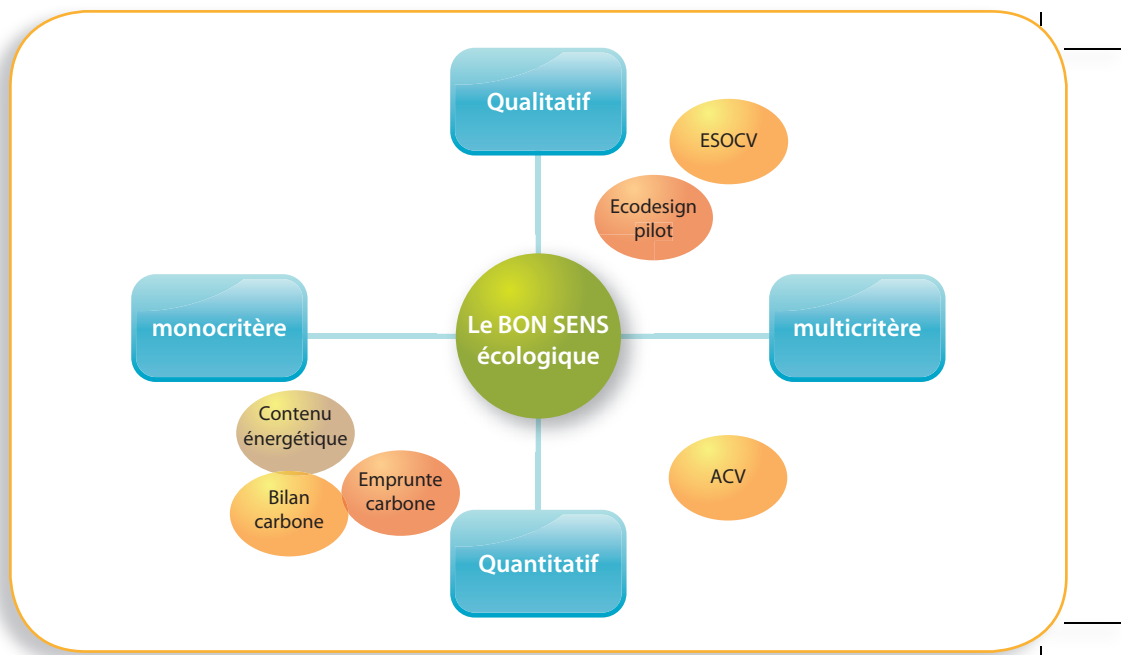 Qualitatif
ESOCV
Ecodesign
pilot
monocritère
Le BON SENS
écologique
multicritère
Contenu
énergétique
Emprunte
carbone
Bilan
carbone
ACV
Quantitatif